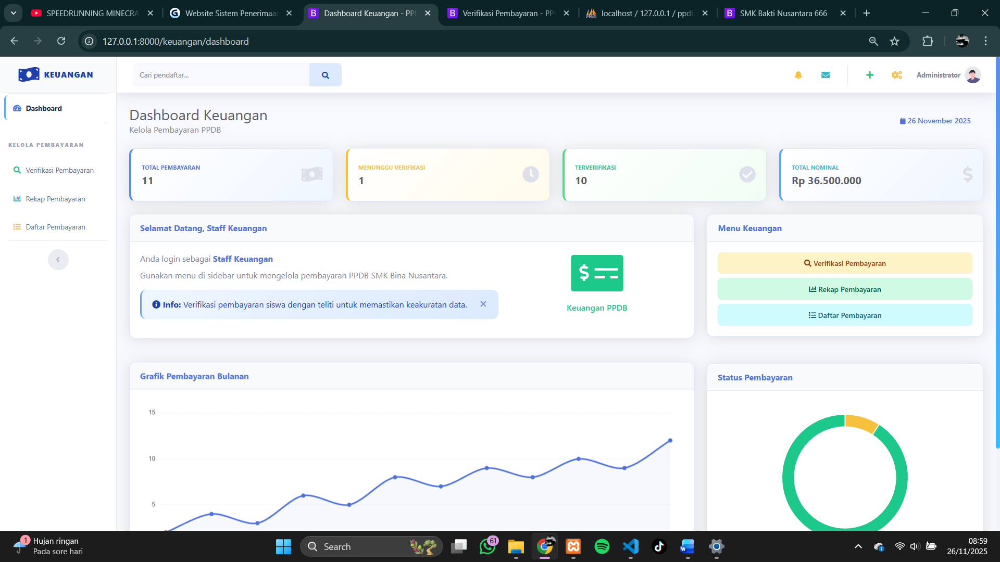 SPEEDRUNNING MINECRA
Website Sistem Penerimaan
Dashboard Keuangan - PPD
Verifikasi Pembayaran - PP
localhost / 127.0.0.1 / ppdb
SMK Bakti Nusantara 666
127.0.0.1:8000/keuangan/dashboard
KEUANGAN
Cari pendaftar...
Administrator
Dashboard
KELOLA PEMBAYARAN
Verifikasi Pembayaran
Rekap Pembayaran
Daftar Pembayaran
Dashboard Keuangan
Kelola Pembayaran PPDB
26 November 2025
TOTAL PEMBAYARAN
11
MENUNGGU VERIFIKASI
1
TERVERIFIKASI
10
TOTAL NOMINAL
Rp 36.500.000
Selamat Datang, Staff Keuangan
Anda login sebagai Staff Keuangan
Gunakan menu di sidebar untuk mengelola pembayaran PPDB SMK Bina Nusantara.
Info: Verifikasi pembayaran siswa dengan teliti untuk memastikan keakuratan data.
Keuangan PPDB
Menu Keuangan
Verifikasi Pembayaran
Rekap Pembayaran
Daftar Pembayaran
Grafik Pembayaran Bulanan
15
10
5
Status Pembayaran
1
Hujan ringan
Pada sore hari
Search
61
08:59
26/11/2025